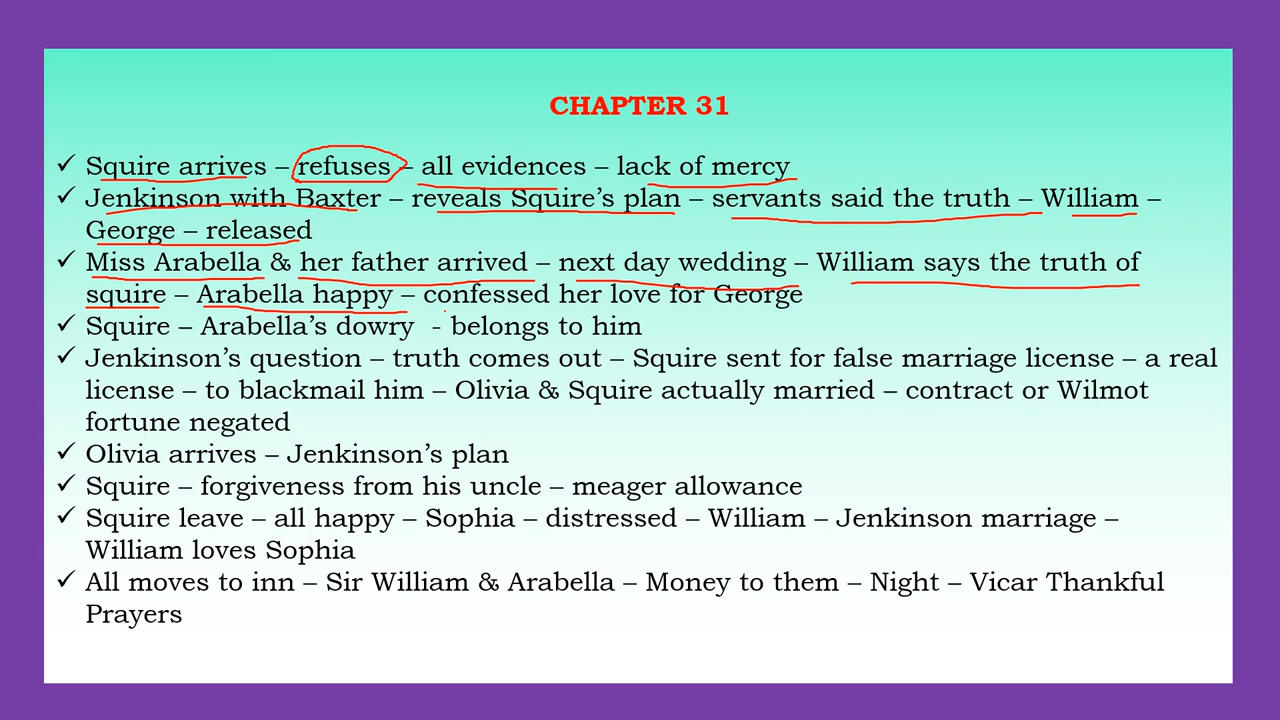 CHAPTER 31
✓ Squire arrives – refuses – all evidences – lack of mercy
✓ Jenkinson with Baxter – reveals Squire’s plan – servants said the truth – William –
George – released
✓ Miss Arabella & her father arrived – next day wedding – William says the truth of
squire – Arabella happy – confessed her love for George
✓ Squire – Arabella’s dowry - belongs to him
✓ Jenkinson’s question – truth comes out – Squire sent for false marriage license – a real
license – to blackmail him – Olivia & Squire actually married – contract or Wilmot
fortune negated
✓ Olivia arrives – Jenkinson’s plan
✓ Squire – forgiveness from his uncle – meager allowance
✓ Squire leave – all happy – Sophia – distressed – William – Jenkinson marriage –
William loves Sophia
✓ All moves to inn – Sir William & Arabella – Money to them – Night – Vicar Thankful
Prayers